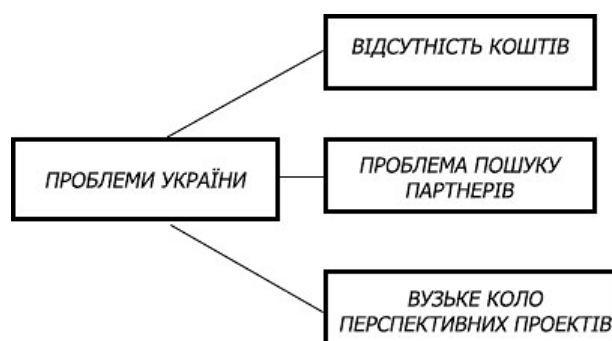 ВІДСУТНІСТЬ КОШТІВ
ПРОБЛЕМИ УКРАЇНИ
ПРОБЛЕМА ПОШУКУ
ПАРТНЕРІВ
ВУЗЬКЕ КОЛО
ПЕРСПЕКТИВНИХ ПРОЕКТІВ